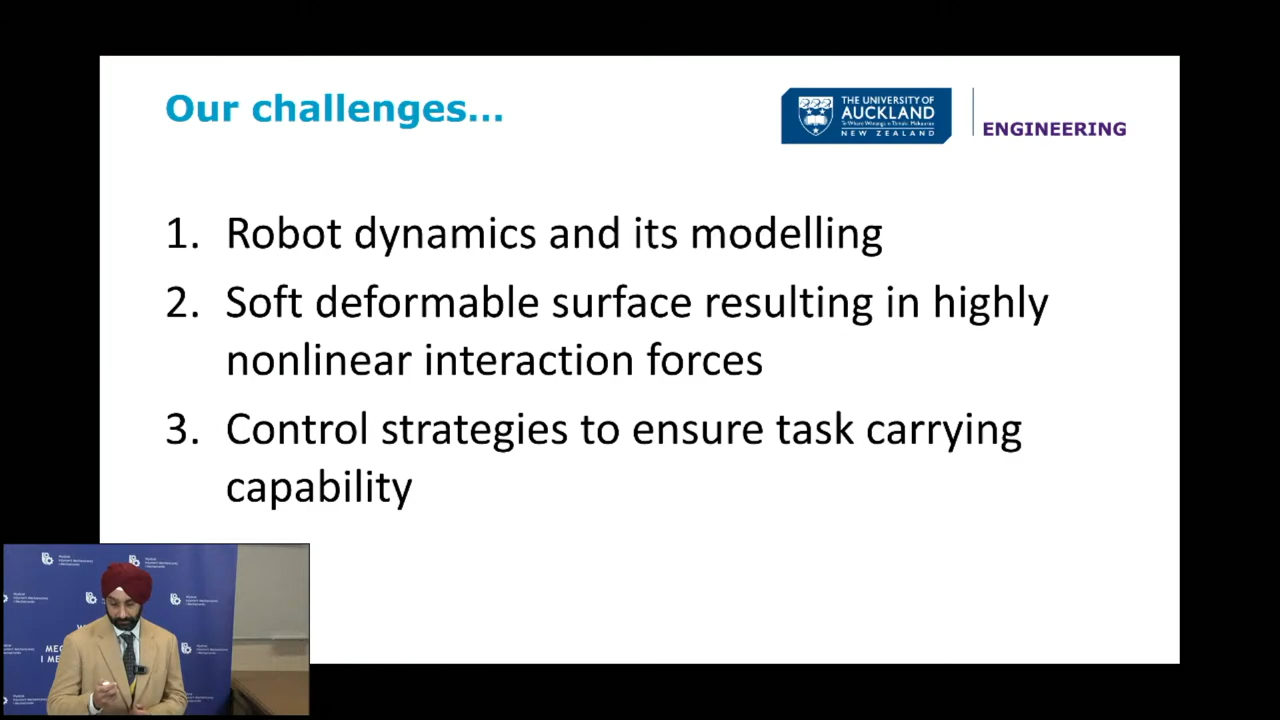 Our challenges...
THE UNIVERSITY OF
AUCKLAND
NEW ZEALAND
ENGINEERING
1. Robot dynamics and its modelling
2. Soft deformable surface resulting in highly
nonlinear interaction forces
3. Control strategies to ensure task carrying
capability